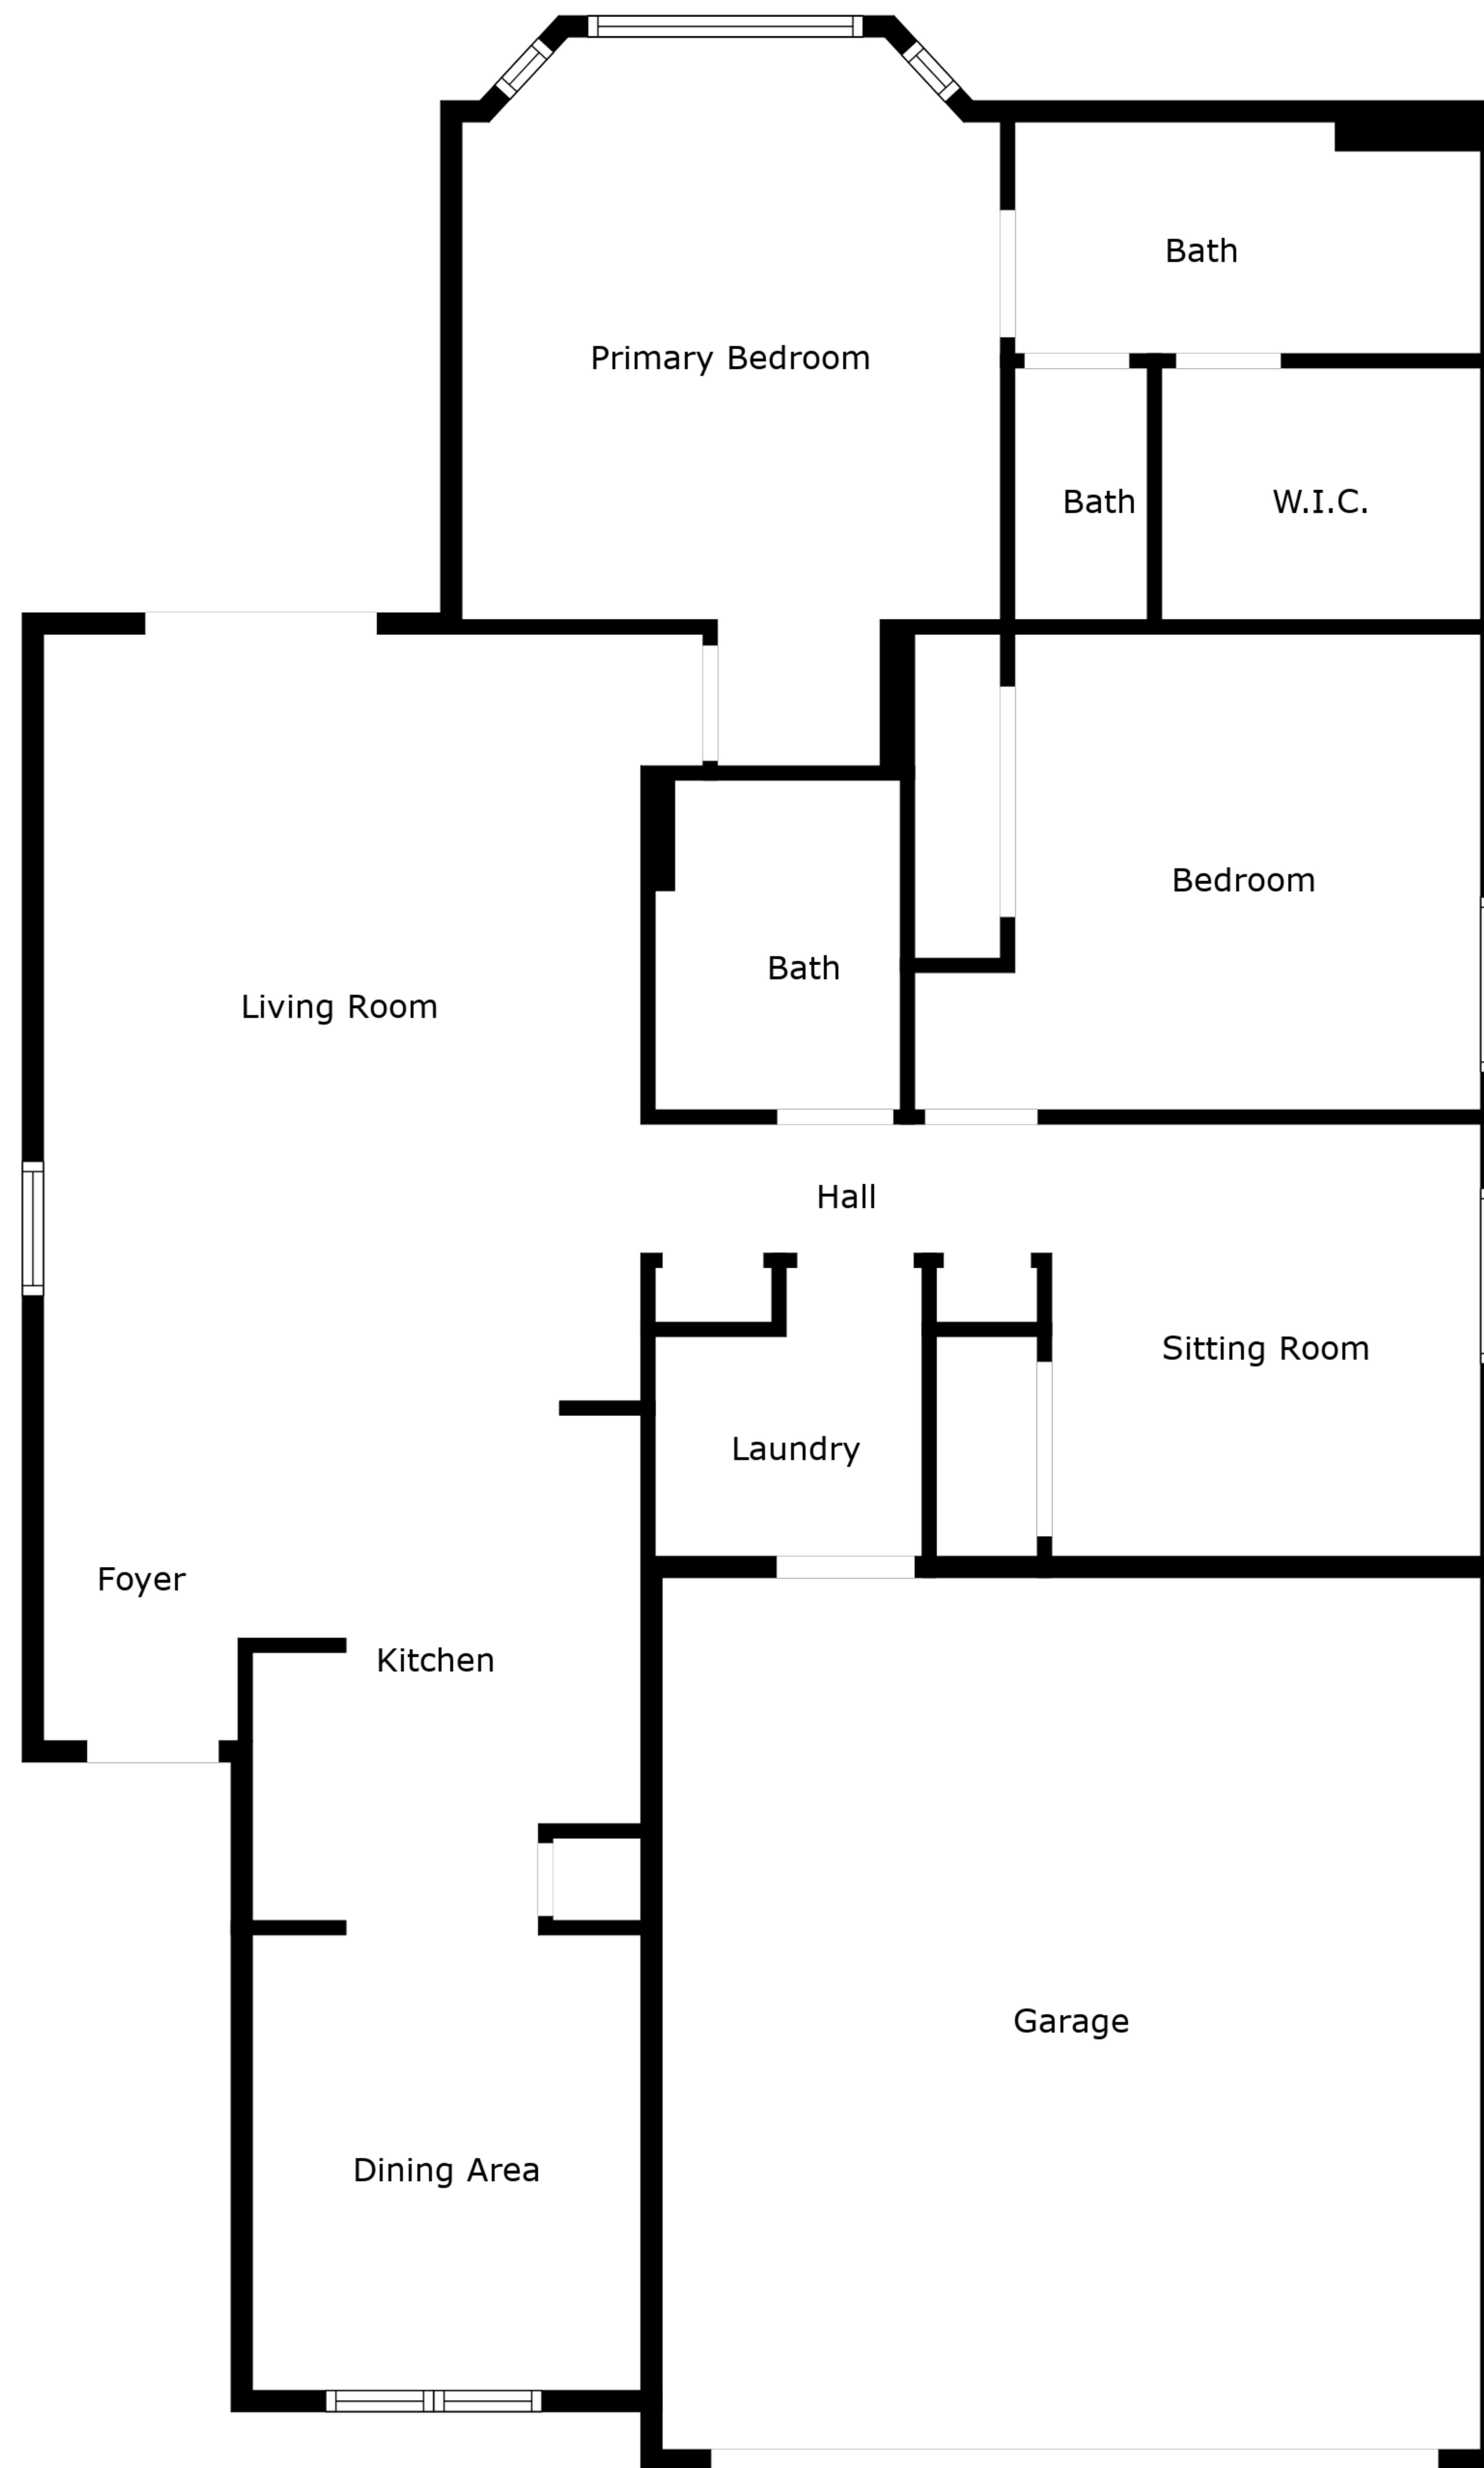 Bath
Primary Bedroom
Bath
W.I.C.
Bedroom
Bath
Living Room
Hall
Sitting Room
Laundry
Foyer
Kitchen
Garage
Dining Area